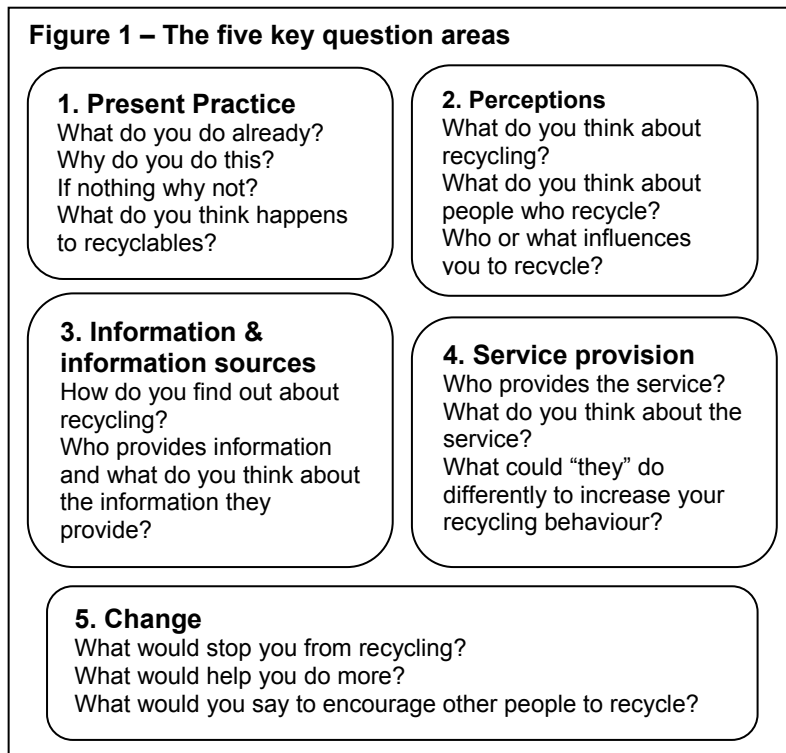 Figure 1 – The five key question areas
1. Present Practice
What do you do already?
Why do you do this?
If nothing why not?
What do you think happens
to recyclables?
2. Perceptions
What do you think about
recycling?
What do you think about
people who recycle?
Who or what influences
you to recycle?
3. Information &
information sources
How do you find out about
recycling?
Who provides information
and what do you think about
the information they
provide?
4. Service provision
Who provides the service?
What do you think about the
service?
What could “they” do
differently to increase your
recycling behaviour?
5. Change
What would stop you from recycling?
What would help you do more?
What would you say to encourage other people to recycle?